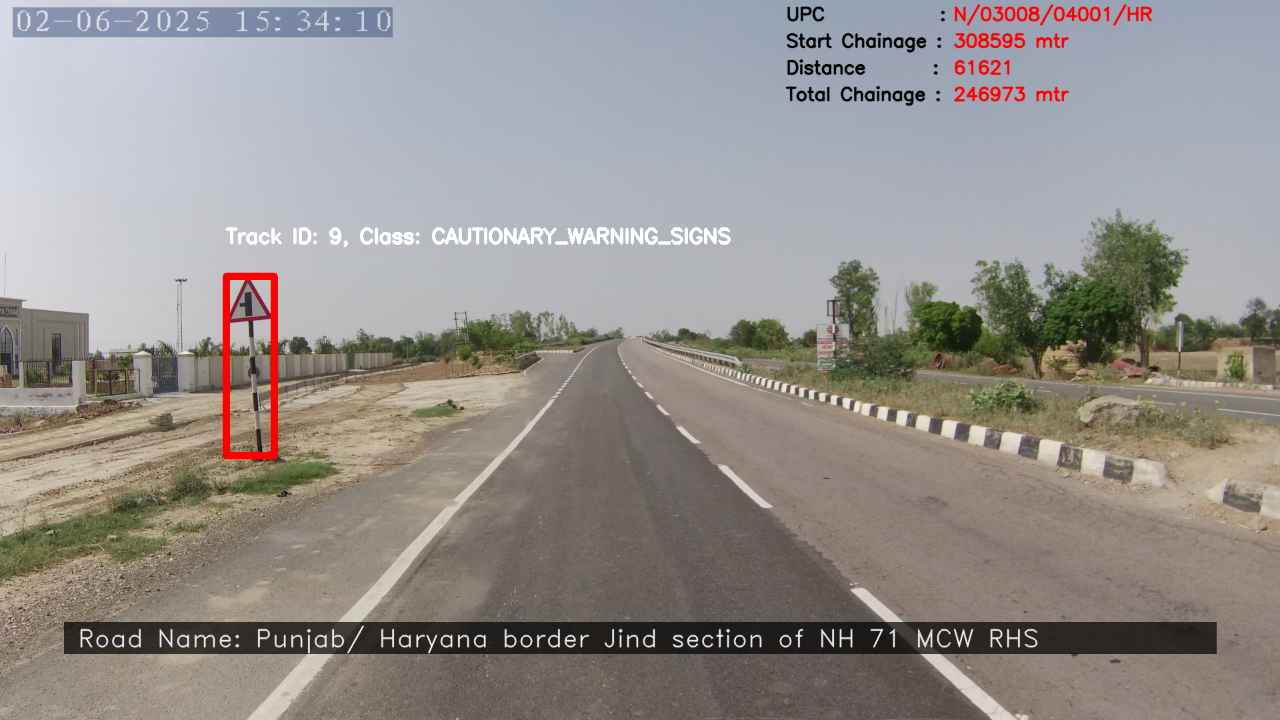 02-06-2025 15:34:10
UPC : N/03008/04001/HR
Start Chainage : 308595 mtr
Distance : 61621
Total Chainage : 246973 mtr
Track ID: 9, Class: CAUTIONARY_WARNING_SIGNS
Road Name: Punjab/ Haryana border Jind section of NH 71 MCW RHS